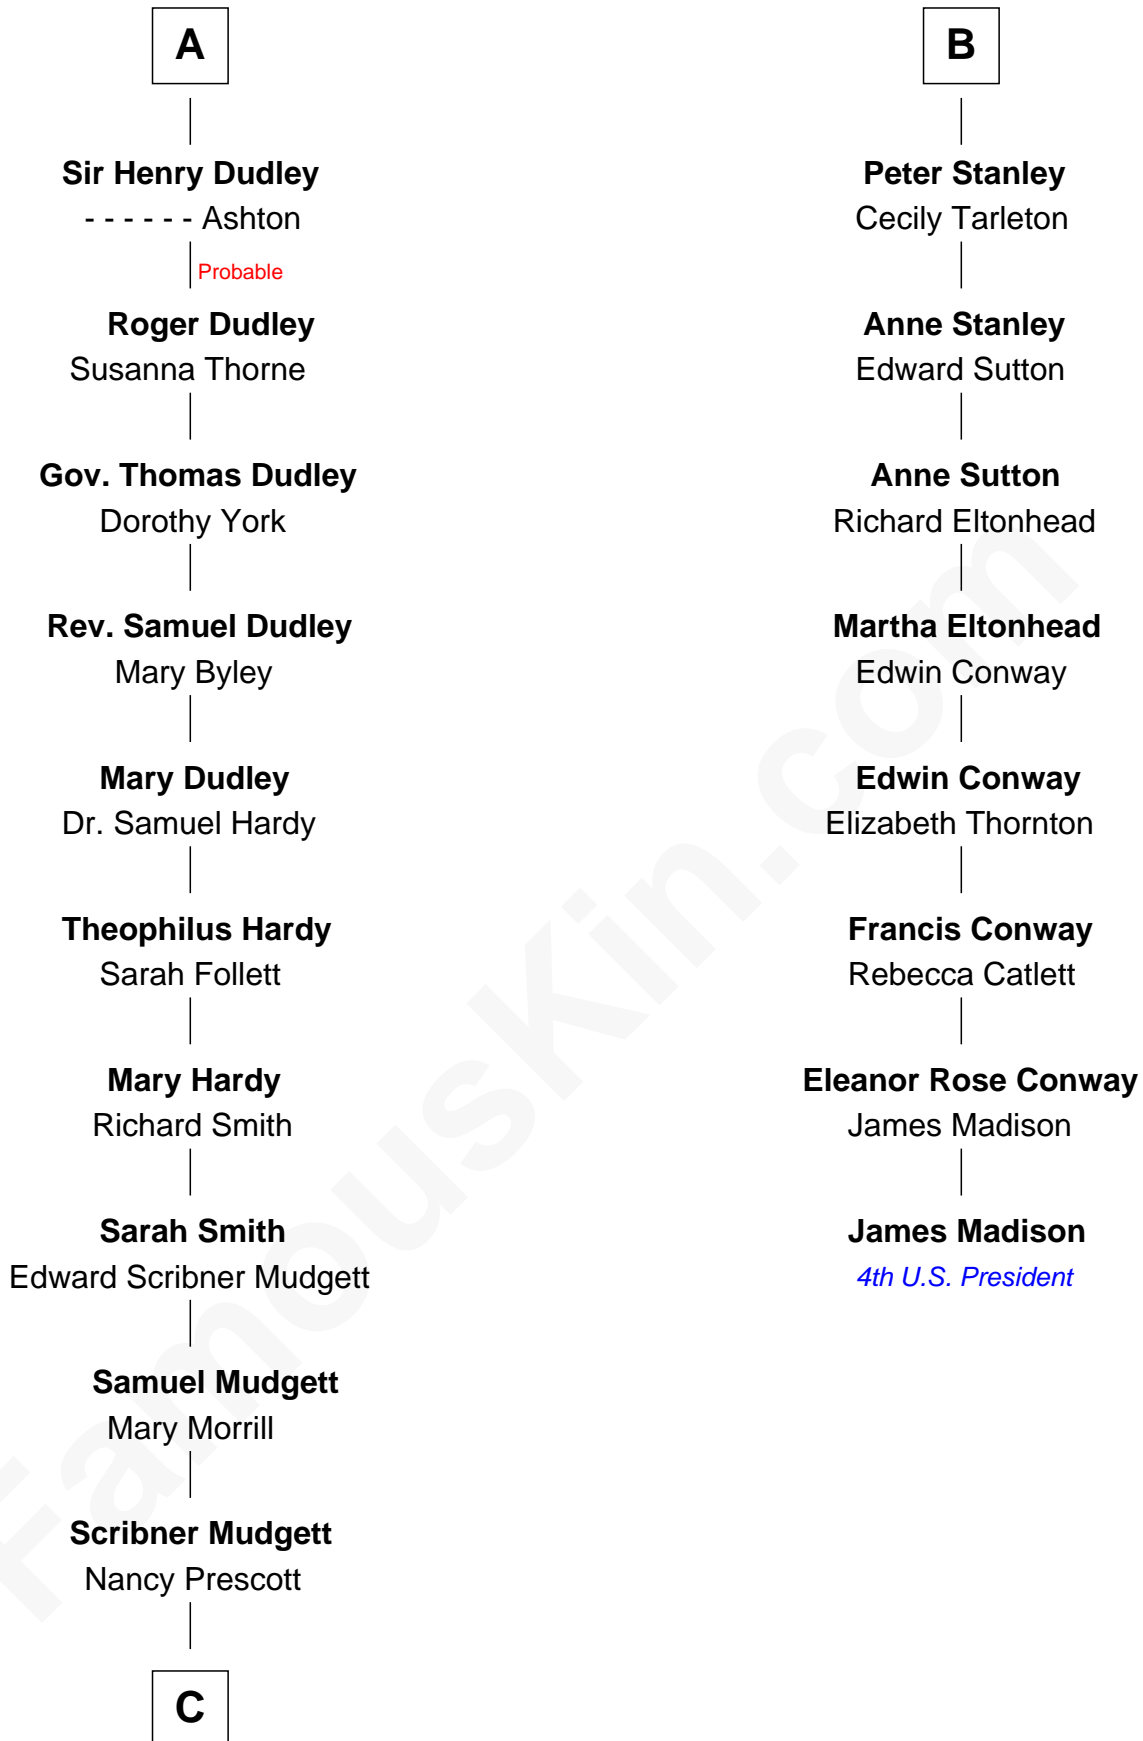 A
Sir Henry Dudley
- - - - - - Ashton
Probable
Roger Dudley
Susanna Thorne
Gov. Thomas Dudley
Dorothy York
Rev. Samuel Dudley
Mary Byley
Mary Dudley
Dr. Samuel Hardy
Theophilus Hardy
Sarah Follett
Mary Hardy
Richard Smith
Sarah Smith
Edward Scribner Mudgett
Samuel Mudgett
Mary Morrill
Scribner Mudgett
Nancy Prescott
C
B
Peter Stanley
Cecily Tarleton
Anne Stanley
Edward Sutton
Anne Sutton
Richard Eltonhead
Martha Eltonhead
Edwin Conway
Edwin Conway
Elizabeth Thornton
Francis Conway
Rebecca Catlett
Eleanor Rose Conway
James Madison
James Madison
4th U.S. President
FamousKin.com